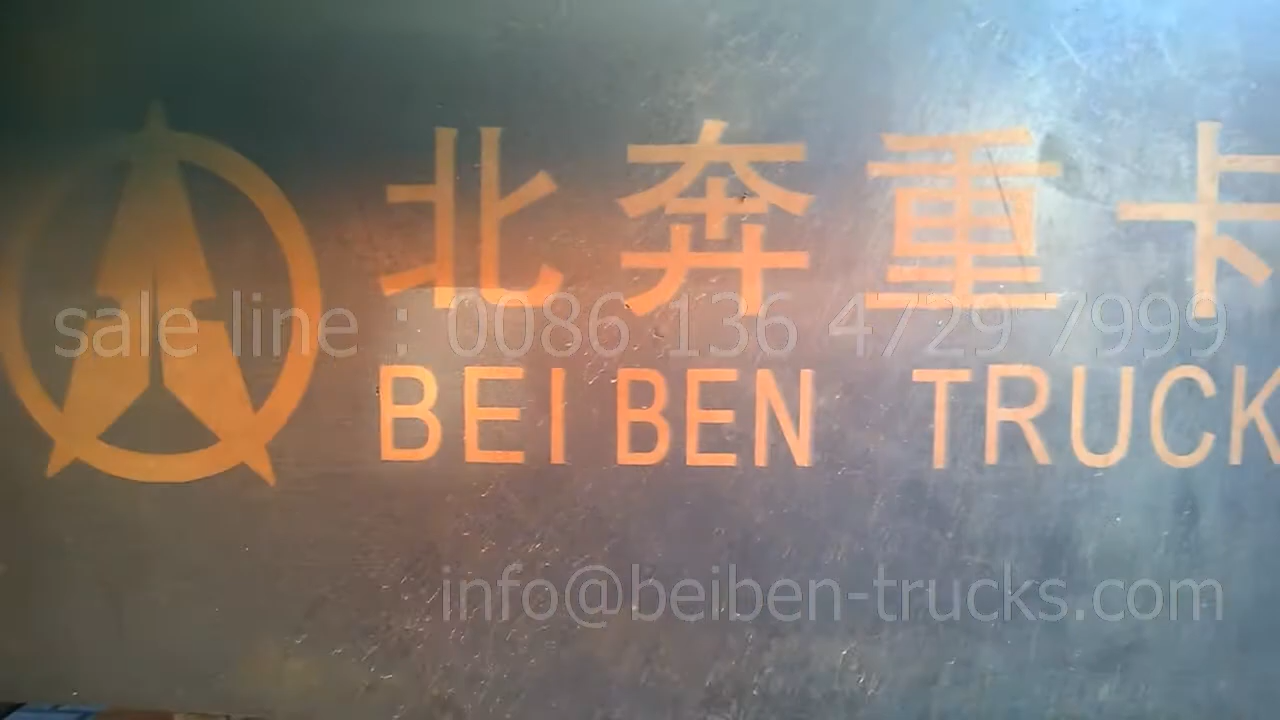 北奔重卡
sale line : 0086 136 4729 7999
BEI BEN TRUCK
info@beiben-trucks.com